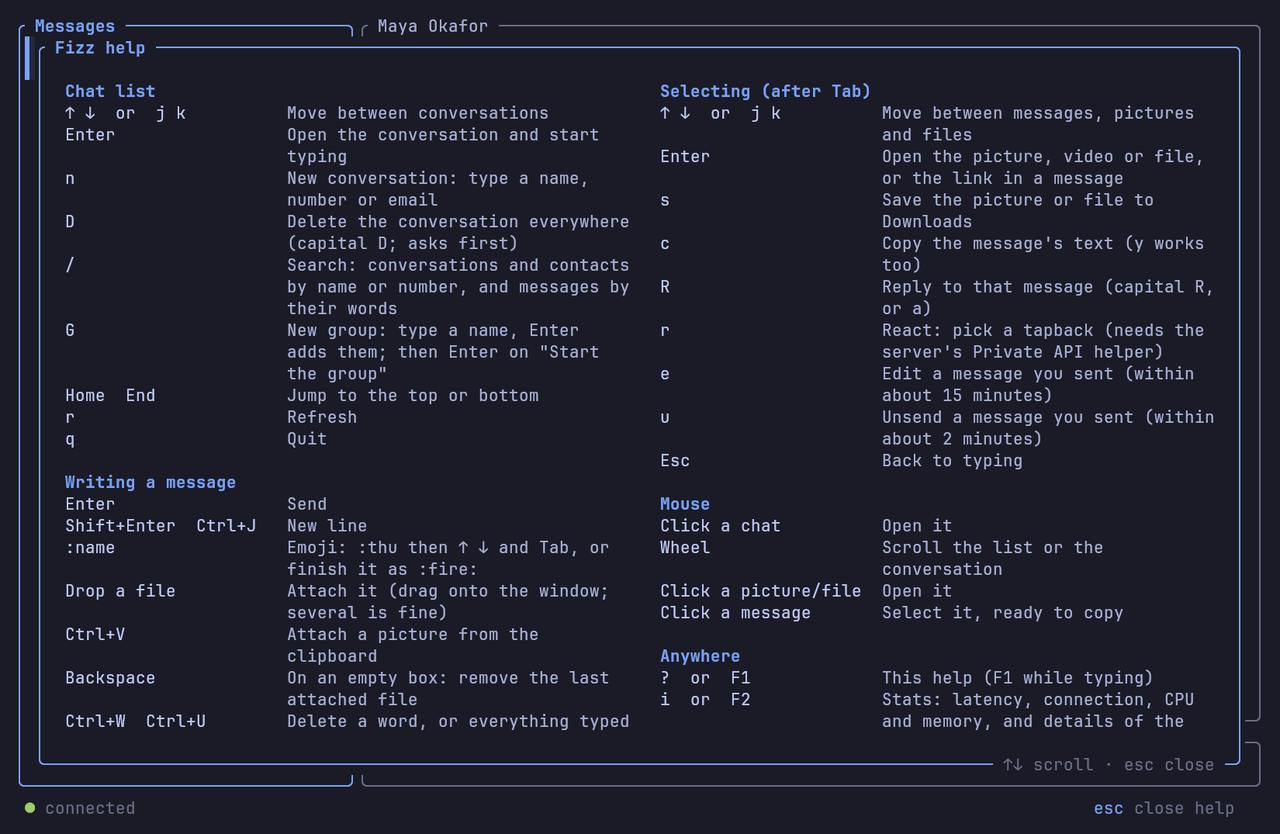 Messages
Maya Okafor
Fizz help
Chat list
↑ ↓ or j k Move between conversations
Enter Open the conversation and start
typing
n New conversation: type a name,
number or email
D Delete the conversation everywhere
(capital D; asks first)
/ Search: conversations and contacts
by name or number, and messages by
their words
G New group: type a name, Enter
adds them; then Enter on "Start
the group"
Home End Jump to the top or bottom
r Refresh
q Quit
Writing a message
Enter Send
Shift+Enter Ctrl+J New line
:name Emoji: :thu then ↑ ↓ and Tab, or
finish it as :fire:
Drop a file Attach it (drag onto the window;
several is fine)
Ctrl+V Attach a picture from the
clipboard
Backspace On an empty box: remove the last
attached file
Ctrl+W Ctrl+U Delete a word, or everything typed
Selecting (after Tab)
↑ ↓ or j k Move between messages, pictures
and files
Enter Open the picture, video or file,
or the link in a message
s Save the picture or file to
Downloads
c Copy the message's text (y works
too)
R Reply to that message (capital R,
or a)
r React: pick a tapback (needs the
server's Private API helper)
e Edit a message you sent (within
about 15 minutes)
u Unsend a message you sent (within
about 2 minutes)
Esc Back to typing
Mouse
Click a chat Open it
Wheel Scroll the list or the
conversation
Click a picture/file Open it
Click a message Select it, ready to copy
Anywhere
? or F1 This help (F1 while typing)
i or F2 Stats: latency, connection, CPU
and memory, and details of the
↑↓ scroll · esc close
connected
esc close help